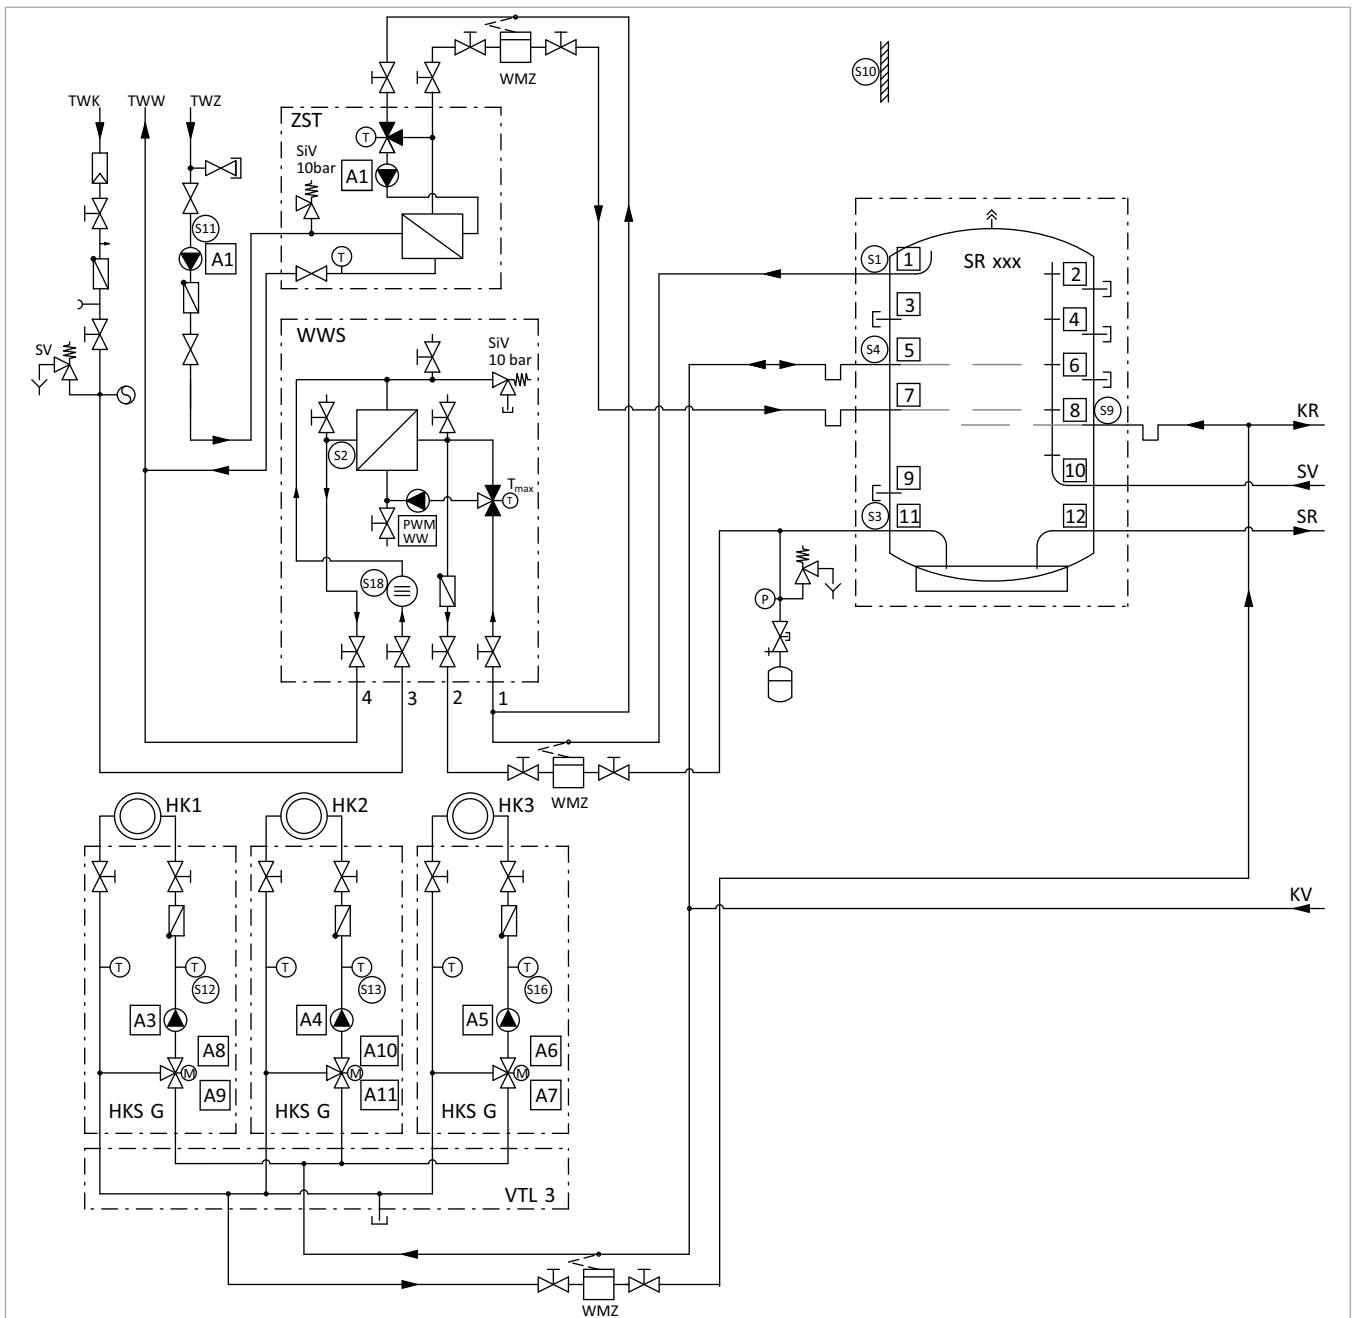 WMZ
S10
TWK
TWW
TWZ
ZST
T
SiV
10bar
A1
S11
A1
T
S1
1
SR xxx
2
3
4
SV
WWS
SiV
10 bar
S4
5
6
7
8
S9
KR
S2
Tmax
T
9
10
SV
PWM
WW
S3
11
12
SR
S18
P
4
3
2
1
WMZ
HK1
HK2
HK3
KV
T
T
S12
T
T
S13
T
T
S16
A3
A4
A5
A8
A10
A6
M
M
M
A9
A11
A7
HKS G
HKS G
HKS G
VTL 3
WMZ